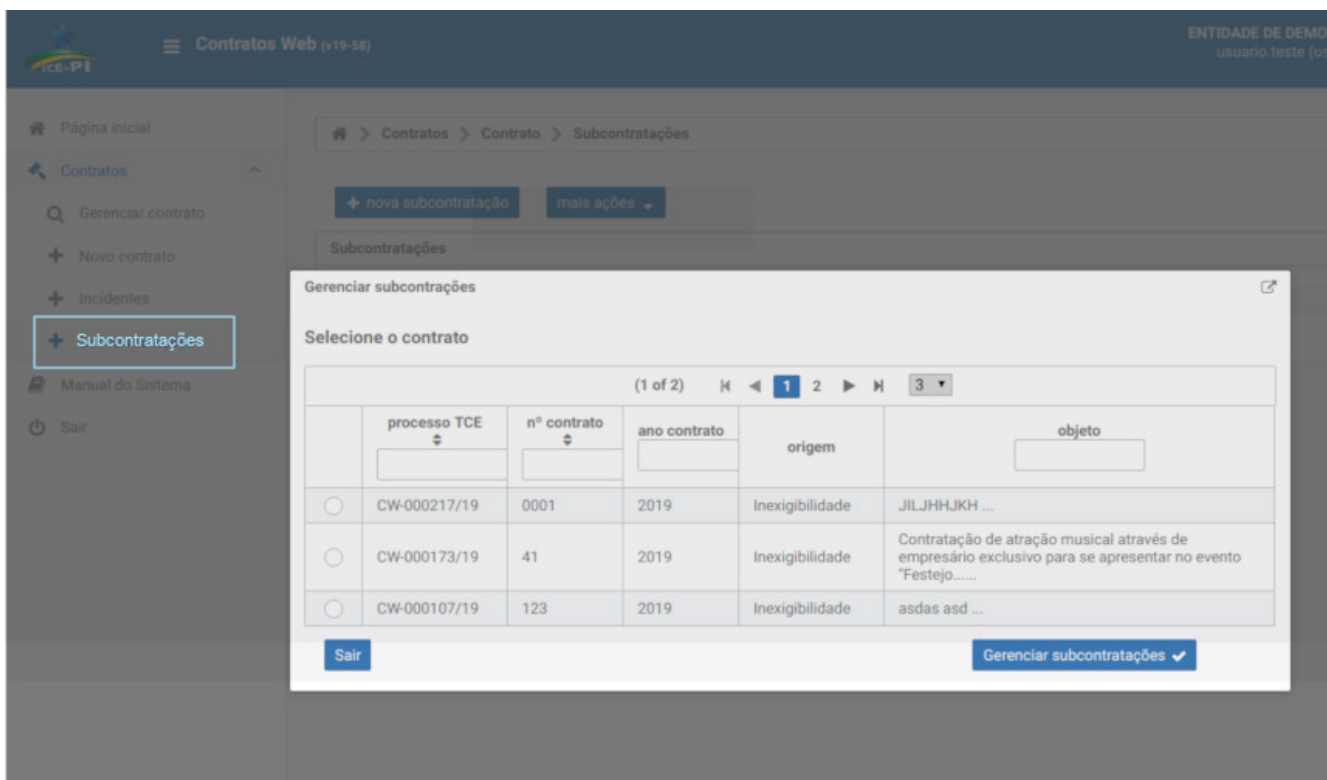 ENTIDADE DE DEMO
Contratos Web (v19-58)
usuario.teste (us
TCE-PI
Página inicial
Contratos > Contrato > Subcontratações
Contratos
+ nova subcontratação mais ações
Gerenciar contrato
Novo contrato
Subcontratações
Incidentes
Subcontratações
Manual do Sistema
Sair
Gerenciar subcontrações
Selecione o contrato
(1 of 2) 1 2 3
processo TCE nº contrato ano contrato origem objeto
CW-000217/19 0001 2019 Inexigibilidade JILJHHJKH ...
CW-000173/19 41 2019 Inexigibilidade Contratação de atração musical através de
empresário exclusivo para se apresentar no evento
"Festejo......
CW-000107/19 123 2019 Inexigibilidade asdas asd ...
Sair Gerenciar subcontratações